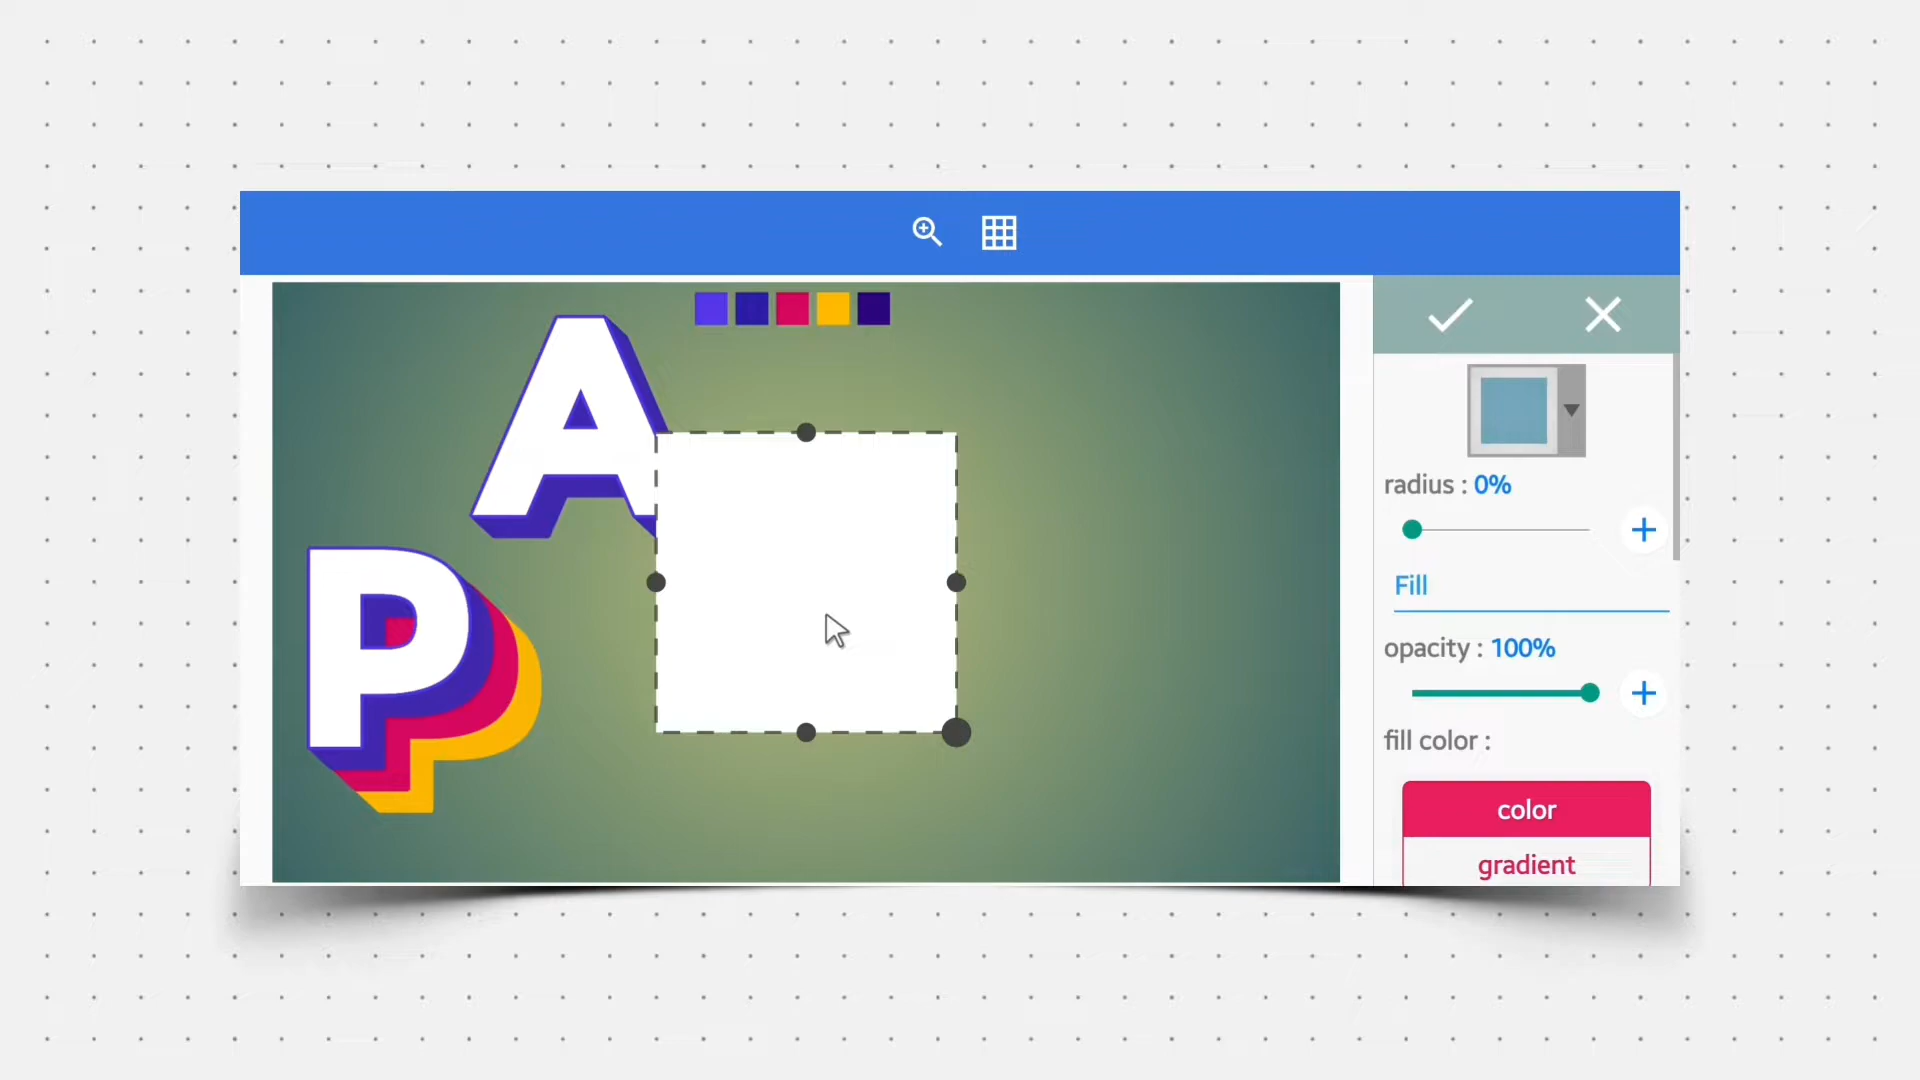 A
P
radius : 0%
Fill
opacity : 100%
fill color :
color
gradient